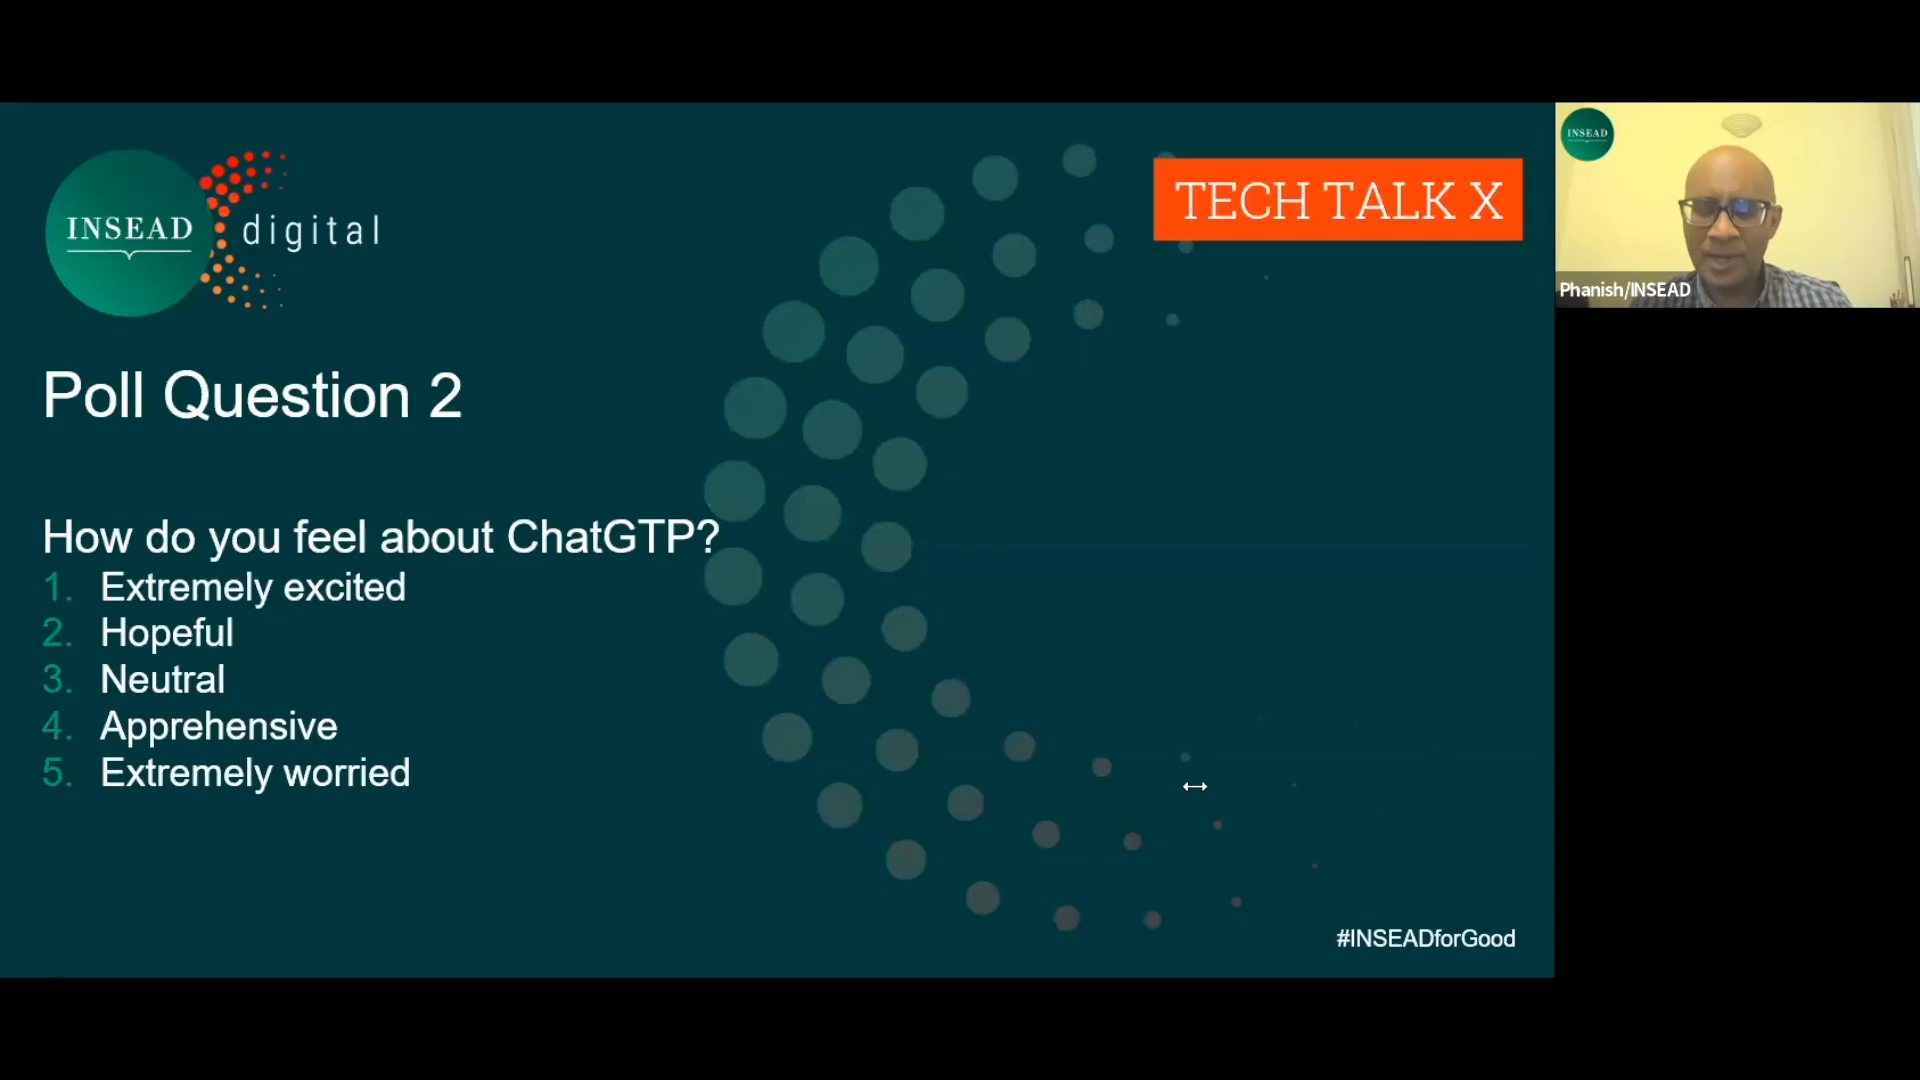 INSEAD
digital
TECH TALK X
INSEAD
Phanish/INSEAD
Poll Question 2
How do you feel about ChatGTP?
1. Extremely excited
2. Hopeful
3. Neutral
4. Apprehensive
5. Extremely worried
#INSEADforGood